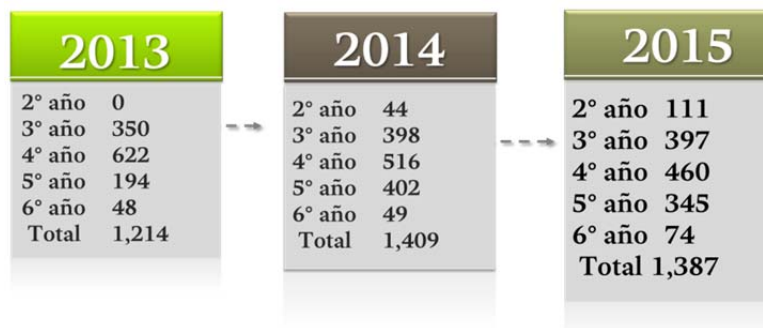 2013
2° año 0
3° año 350
4° año 622
5° año 194
6° año 48
Total 1,214
2014
2° año 44
3° año 398
4° año 516
5° año 402
6° año 49
Total 1,409
2015
2° año 111
3° año 397
4° año 460
5° año 345
6° año 74
Total 1,387